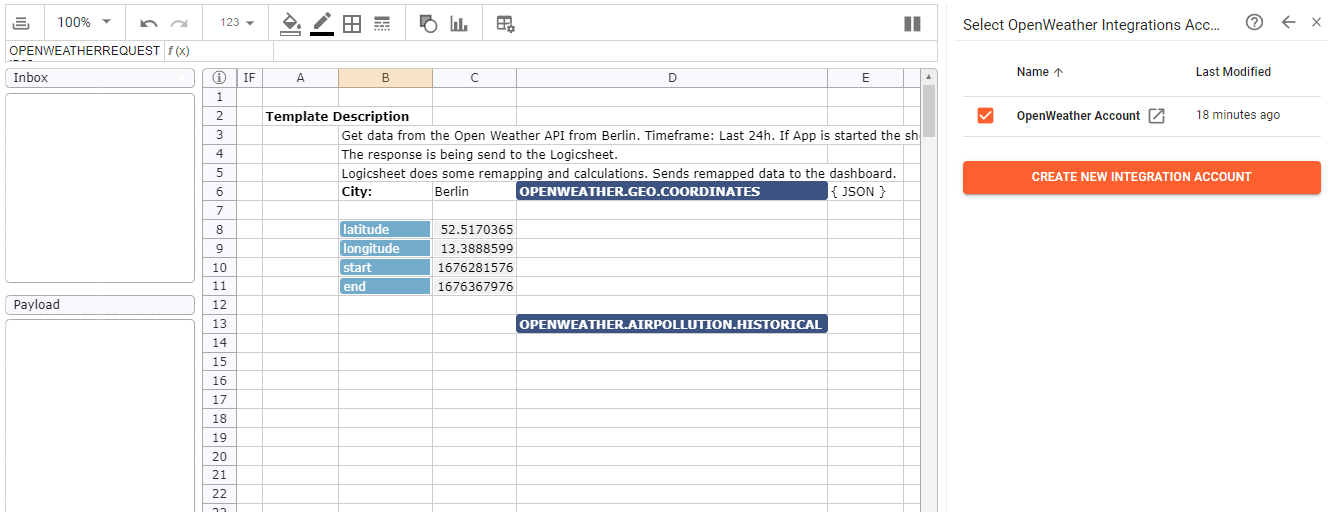 100%
123
Select OpenWeather Integrations Acc...
OPENWEATHERREQUEST
f (x)
Inbox
IF A B C D E
Name Last Modified
1
2 Template Description
OpenWeather Account 18 minutes ago
3 Get data from the Open Weather API from Berlin. Timeframe: Last 24h. If App is started the sh
4 The response is being send to the Logicsheet.
5 Logicsheet does some remapping and calculations. Sends remapped data to the dashboard.
CREATE NEW INTEGRATION ACCOUNT
6 City: Berlin OPENWEATHER.GEO.COORDINATES { JSON }
7
8 latitude 52.5170365
9 longitude 13.3888599
10 start 1676281576
11 end 1676367976
Payload
12
13 OPENWEATHER.AIRPOLLUTION.HISTORICAL
14
15
16
17
18
19
20
21
22